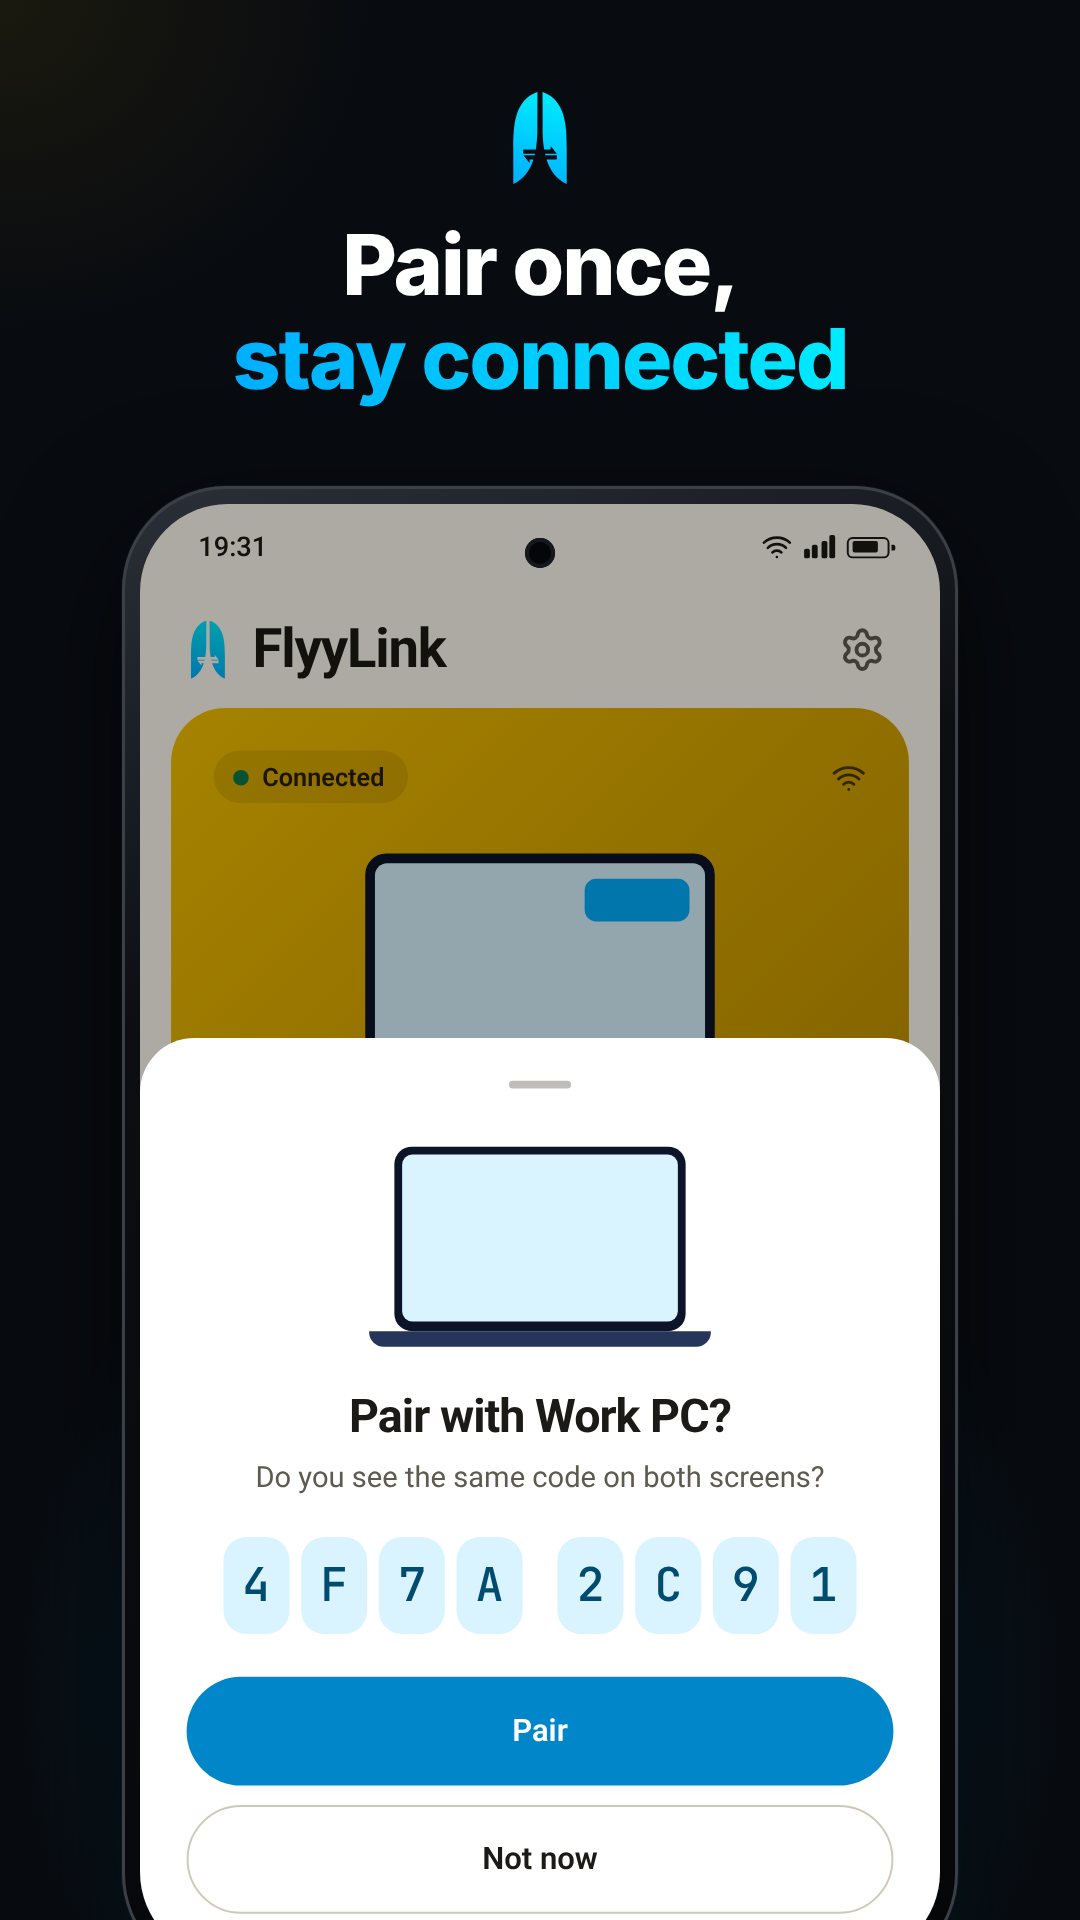 Pair once,
stay connected
19:31
FlyyLink
Connected
Pair with Work PC?
Do you see the same code on both screens?
4 F 7 A 2 C 9 1
Pair
Not now